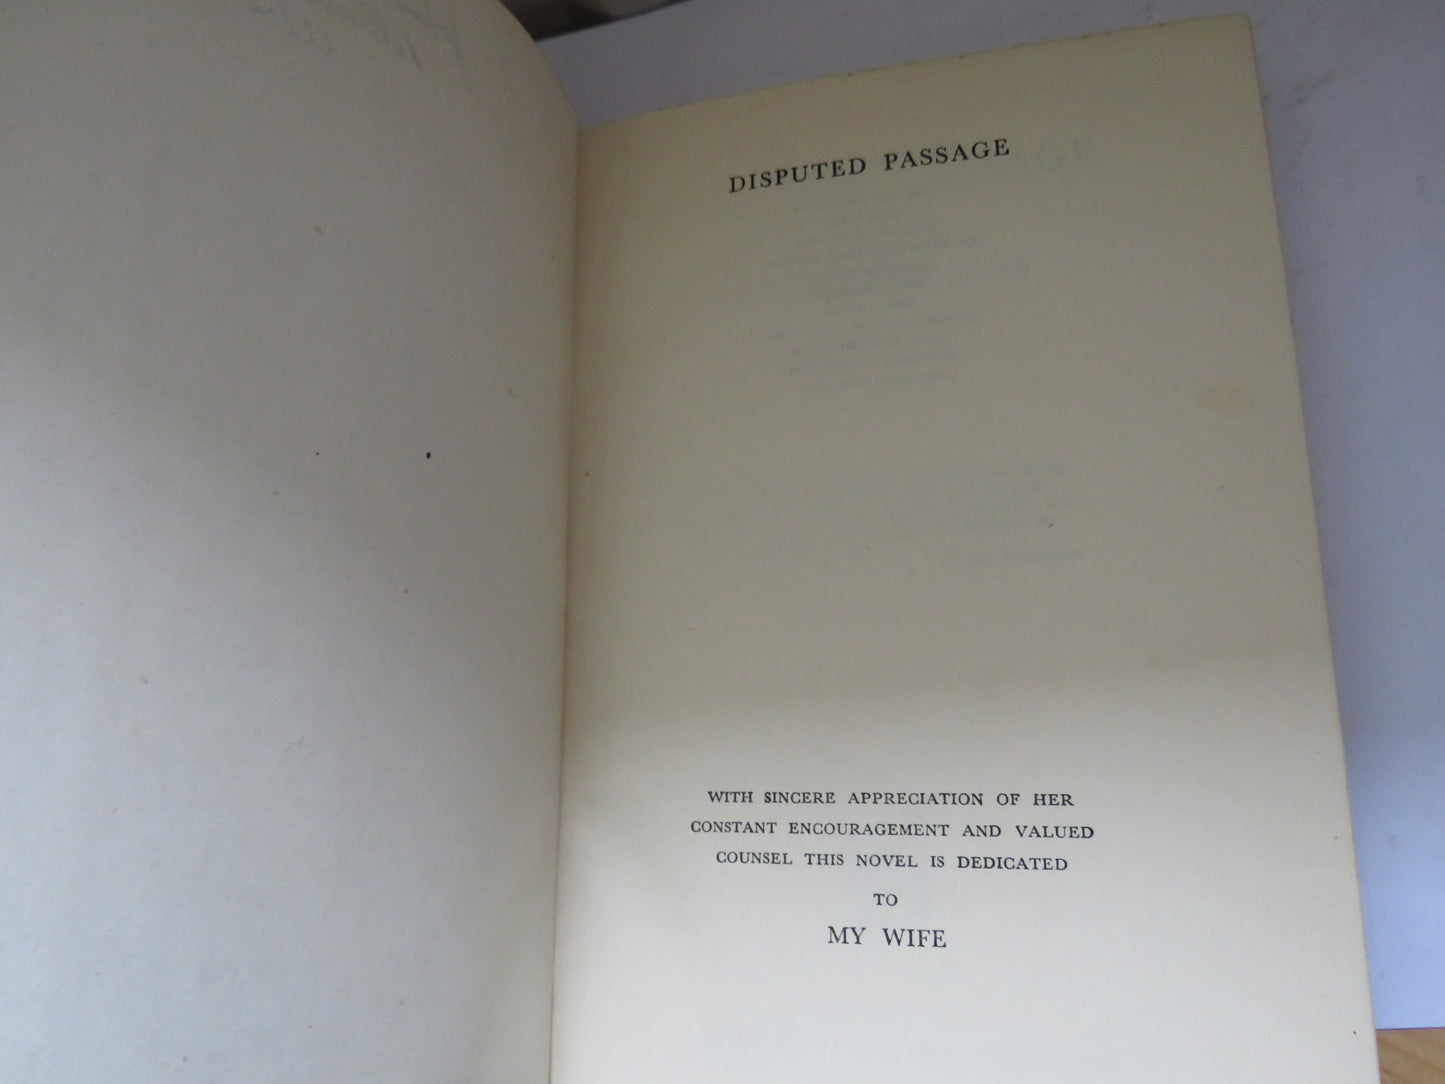 DISPUTED PASSAGE
WITH SINCERE APPRECIATION OF HER
CONSTANT ENCOURAGEMENT AND VALUED
COUNSEL THIS NOVEL IS DEDICATED
TO
MY WIFE